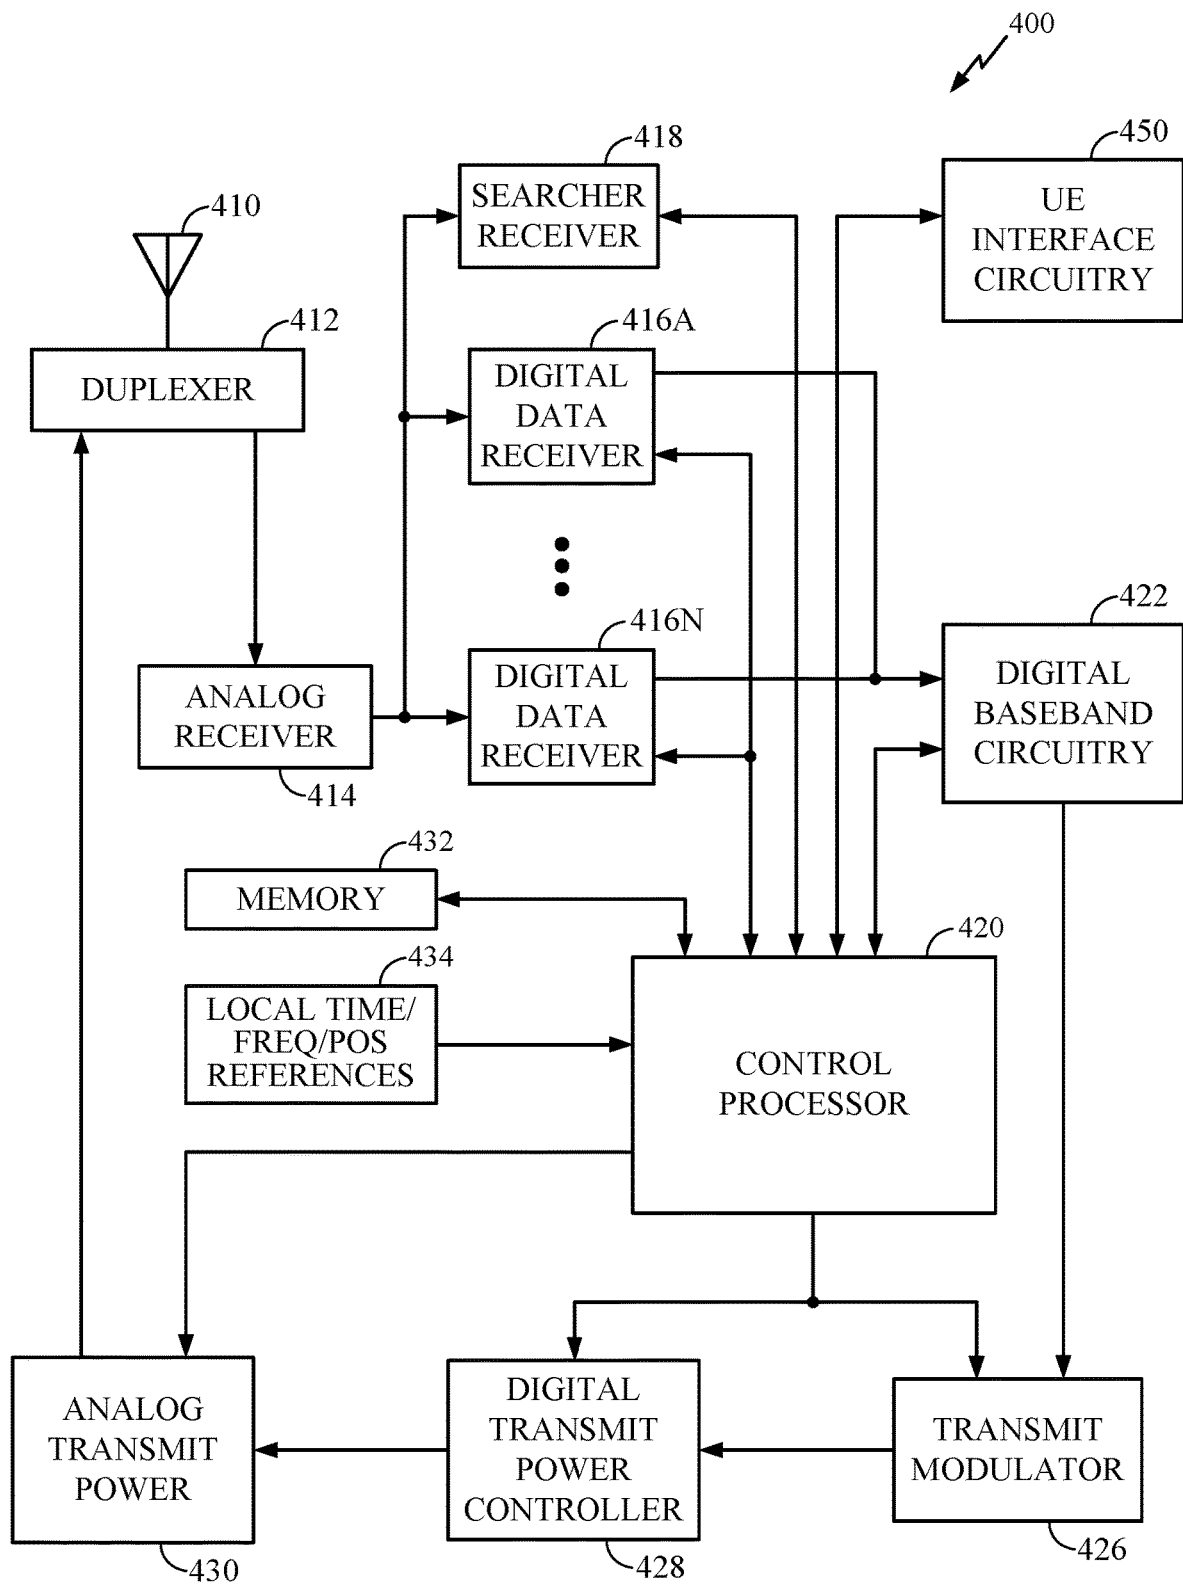 400
418
SEARCHER
RECEIVER
450
UE
INTERFACE
CIRCUITRY
410
412
DUPLEXER
416A
DIGITAL
DATA
RECEIVER
416N
DIGITAL
DATA
RECEIVER
422
DIGITAL
BASEBAND
CIRCUITRY
ANALOG
RECEIVER
414
432
MEMORY
434
LOCAL TIME/
FREQ/POS
REFERENCES
420
CONTROL
PROCESSOR
ANALOG
TRANSMIT
POWER
430
DIGITAL
TRANSMIT
POWER
CONTROLLER
428
TRANSMIT
MODULATOR
426